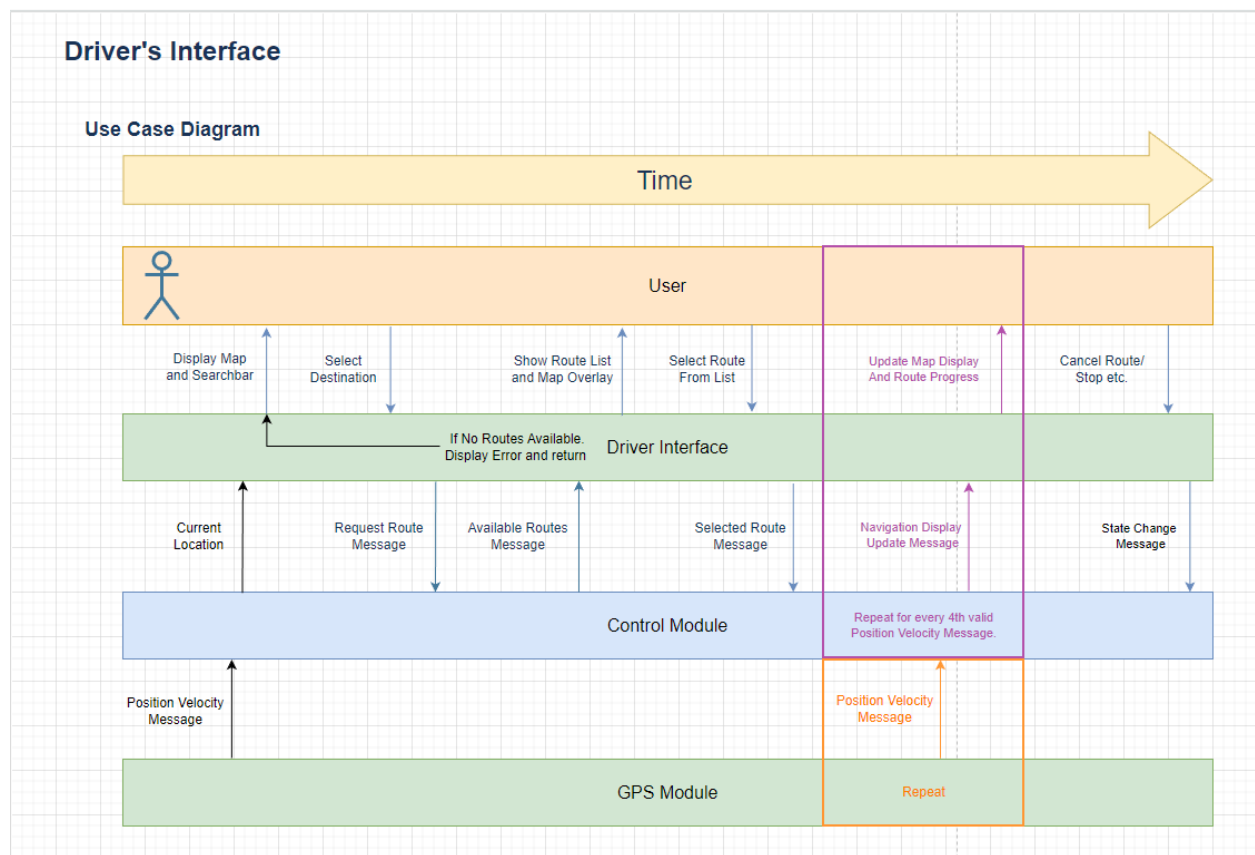 Driver's Interface
Use Case Diagram
Time
User
Display Map
and Searchbar
Select
Destination
Show Route List
and Map Overlay
Select Route
From List
Update Map Display
And Route Progress
Cancel Route/
Stop etc.
If No Routes Available.
Display Error and return
Driver Interface
Current
Location
Request Route
Message
Available Routes
Message
Selected Route
Message
Navigation Display
Update Message
State Change
Message
Control Module
Repeat for every 4th valid
Position Velocity Message.
Position Velocity
Message
Position Velocity
Message
GPS Module
Repeat